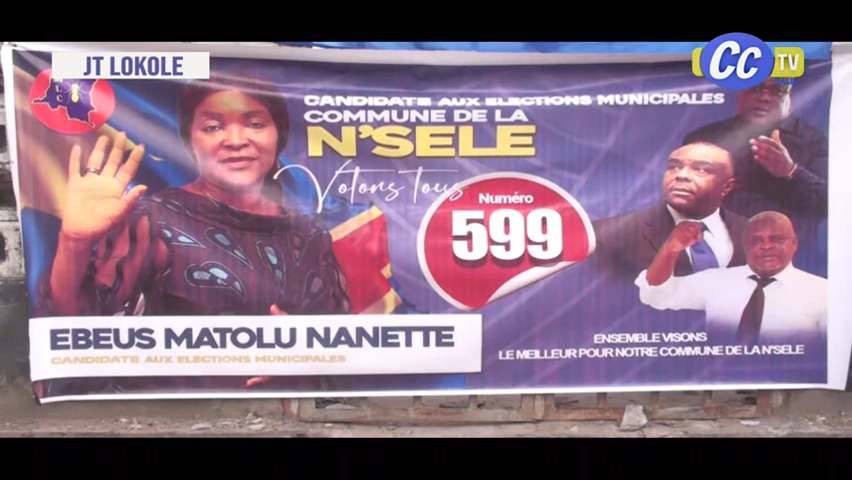 JT LOKOLE
CC TV
M
L
C
CANDIDATE AUX ELECTIONS MUNICIPALES
COMMUNE DE LA
N'SELE
Votons tous
Numéro
599
EBEUS MATOLU NANETTE
CANDIDATE AUX ELECTIONS MUNICIPALES
ENSEMBLE VISONS
LE MEILLEUR POUR NOTRE COMMUNE DE LA N'SELE